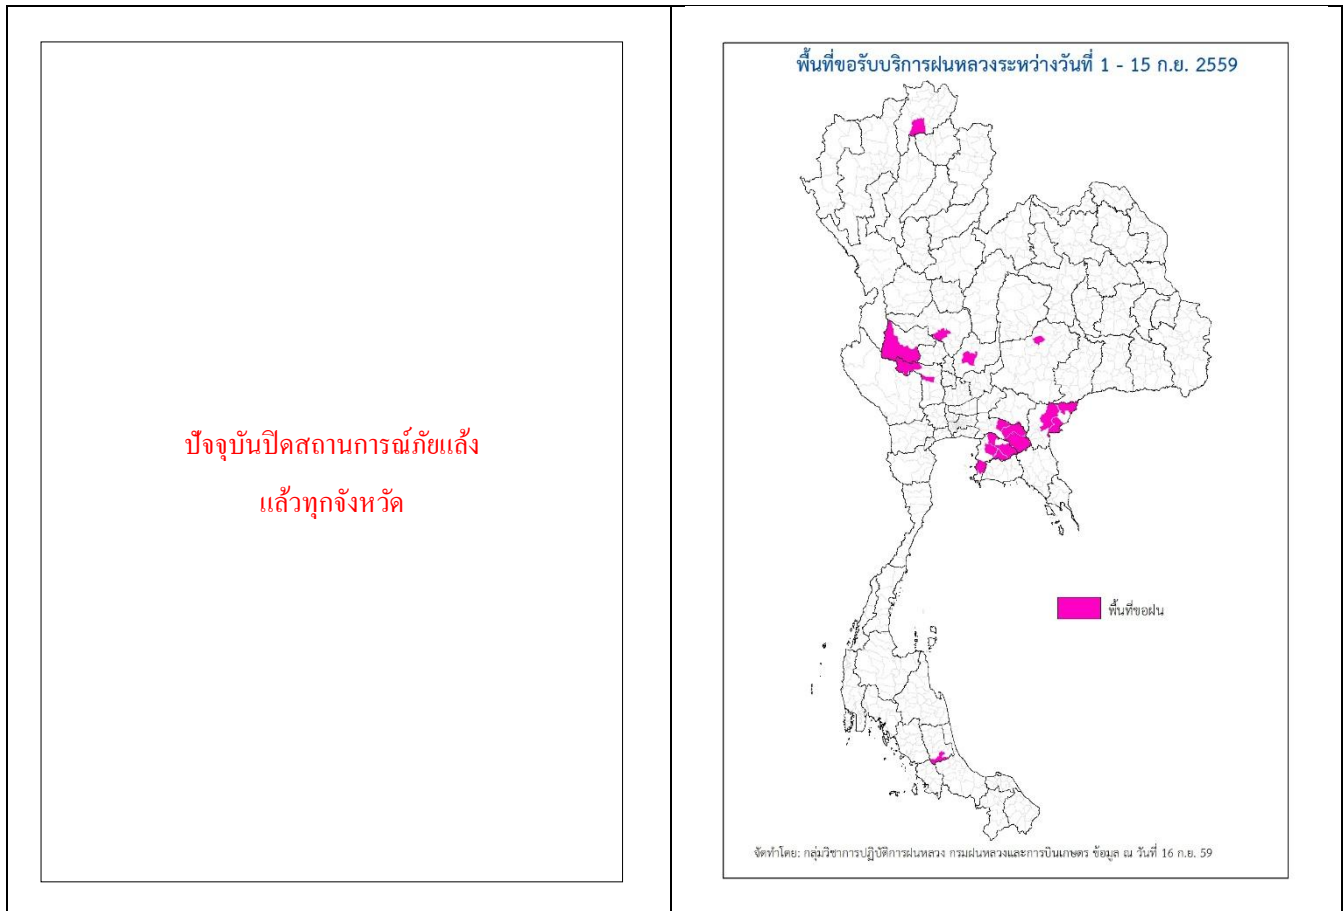 ปัจจุบันปิดสถานการณ์ภัยแล้ง
แล้วทุกจังหวัด
พื้นที่ขอรับบริการฝนหลวงระหว่างวันที่ 1 - 15 ก.ย. 2559
พื้นที่ขอฝน
จัดทำโดย: กลุ่มวิชาการปฏิบัติการฝนหลวง กรมฝนหลวงและการบินเกษตร ข้อมูล ณ วันที่ 16 ก.ย. 59